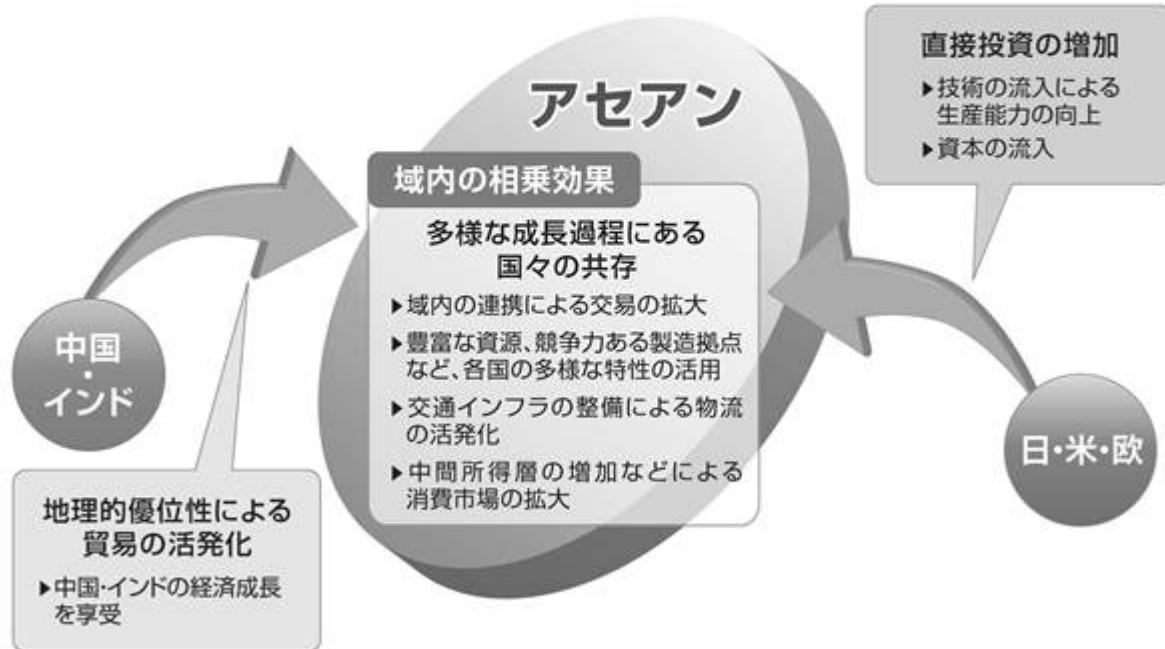 アセアン
域内の相乗効果
多様な成長過程にある
国々の共存
▶域内の連携による交易の拡大
▶豊富な資源、競争力ある製造拠点
など、各国の多様な特性の活用
▶交通インフラの整備による物流
の活発化
▶中間所得層の増加などによる
消費市場の拡大
中国
・
インド
地理的優位性による
貿易の活発化
▶中国・インドの経済成長
を享受
直接投資の増加
▶技術の流入による
生産能力の向上
▶資本の流入
日・米・欧